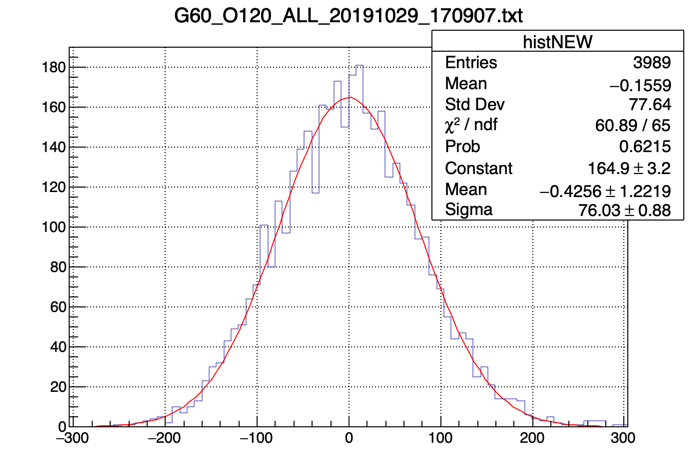 G60_O120_ALL_20191029_170907.txt
histNEW
Entries 3989
Mean −0.1559
Std Dev 77.64
χ² / ndf 60.89 / 65
Prob 0.6215
Constant 164.9 ± 3.2
Mean −0.4256 ± 1.2219
Sigma 76.03 ± 0.88
180
160
140
120
100
80
60
40
20
0
−300 −200 −100 0 100 200 300